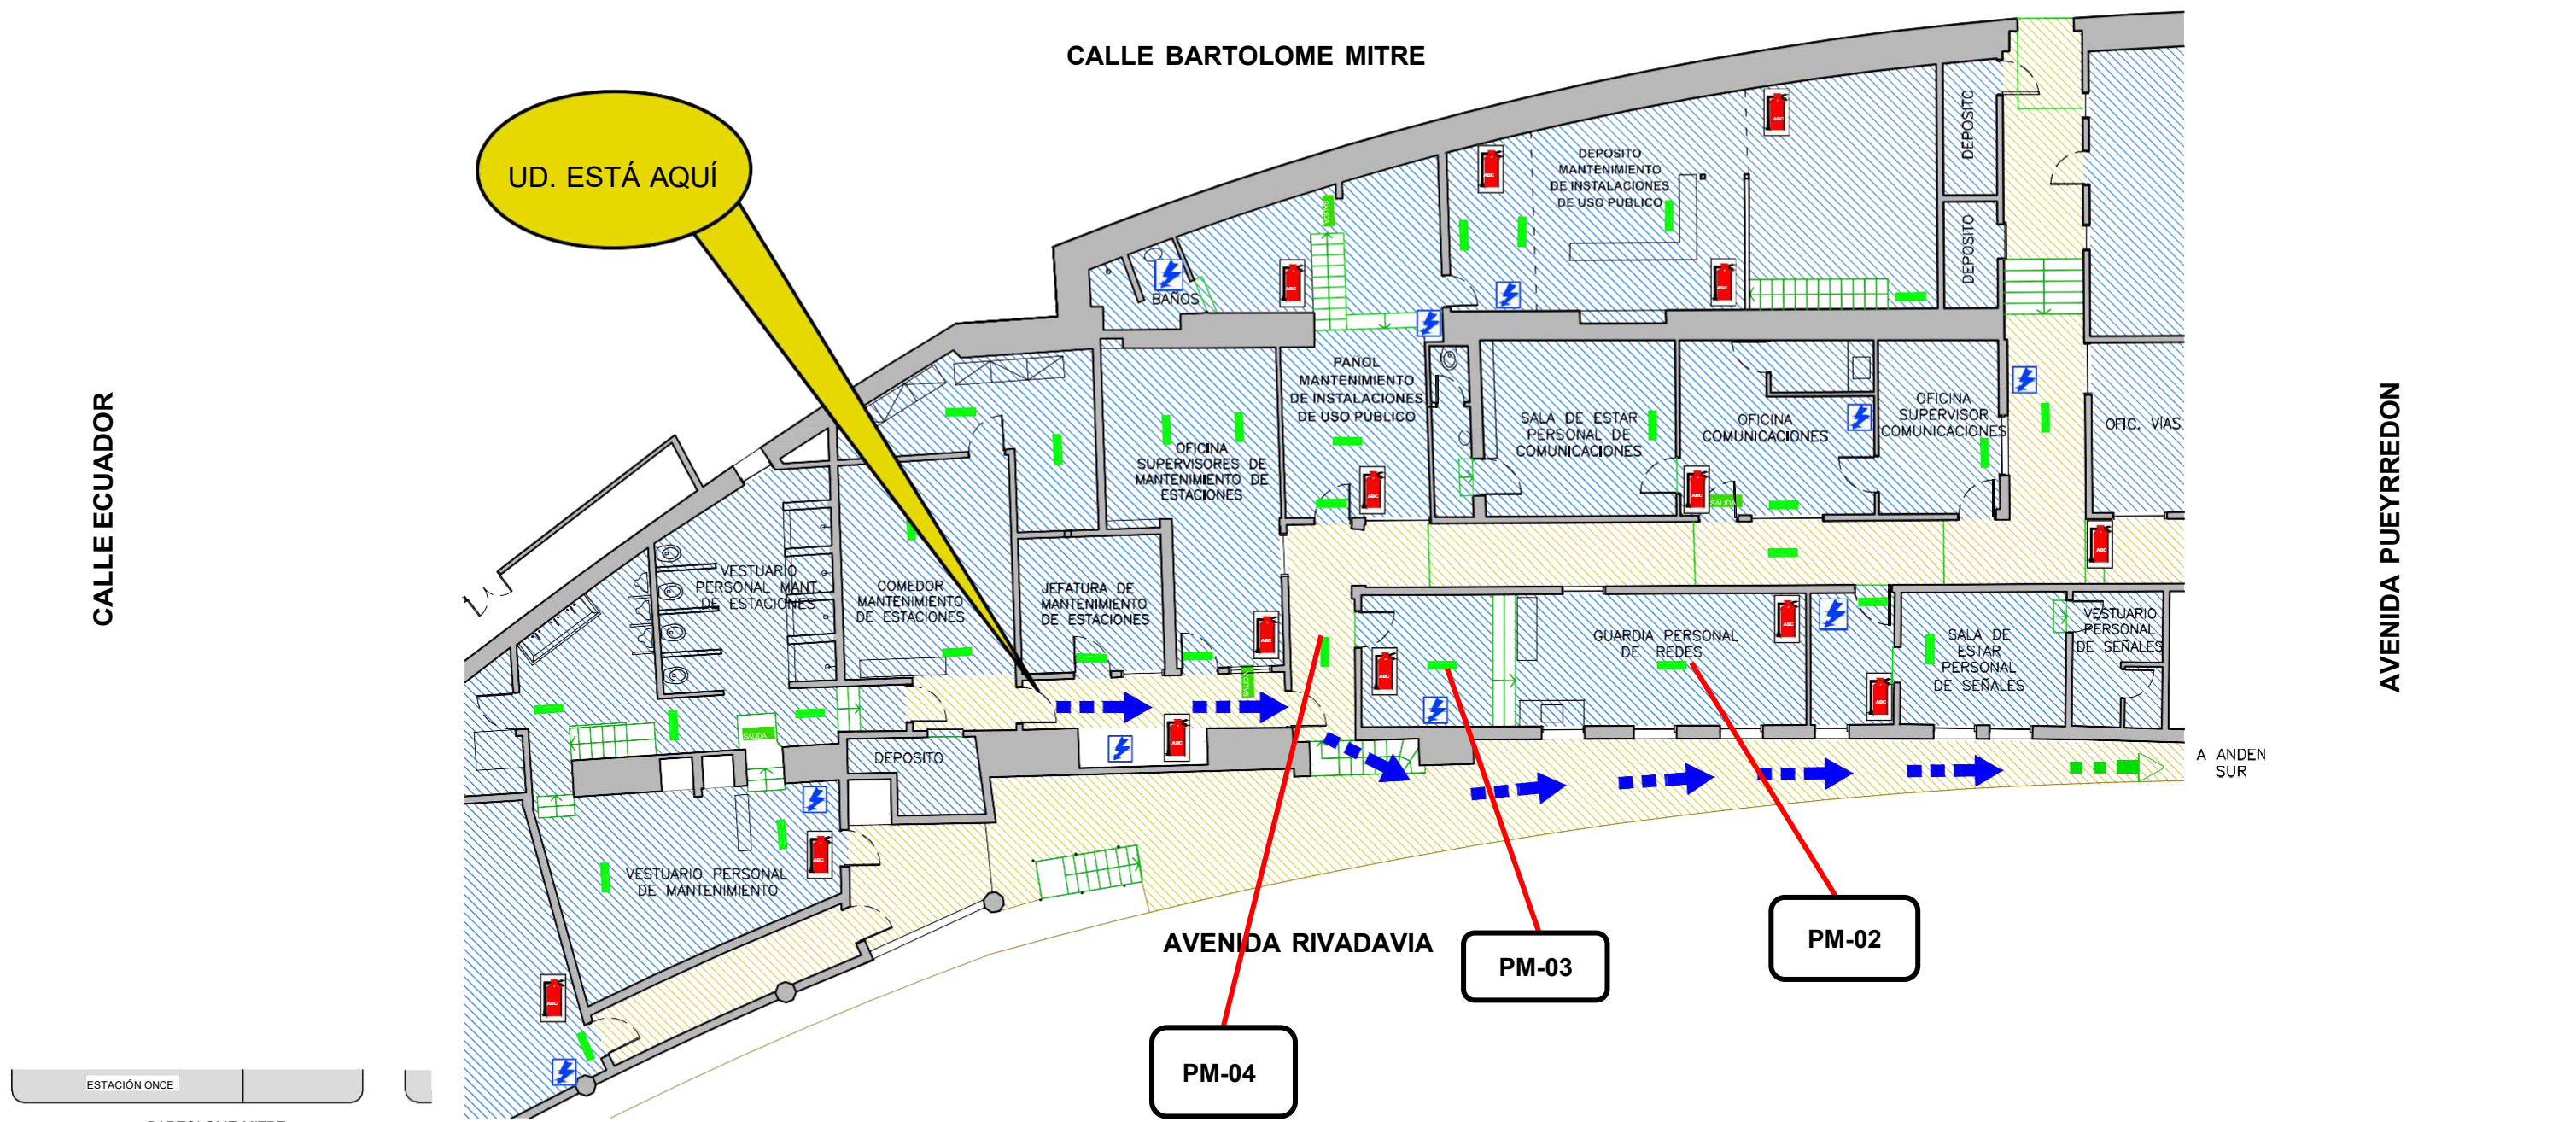 CALLE BARTOLOME MITRE
UD. ESTÁ AQUÍ
CALLE ECUADOR
AVENIDA PUEYRREDON
DEPOSITO
MANTENIMIENTO
DE INSTALACIONES
DE USO PUBLICO
DEPOSITO
DEPOSITO
BAÑOS
PAÑOL
MANTENIMIENTO
DE INSTALACIONES
DE USO PUBLICO
SALA DE ESTAR
PERSONAL DE
COMUNICACIONES
OFICINA
COMUNICACIONES
OFICINA
SUPERVISOR
COMUNICACIONES
OFIC. VÍAS
OFICINA
SUPERVISORES DE
MANTENIMIENTO DE
ESTACIONES
SALIDA
VESTUARIO
PERSONAL MANT.
DE ESTACIONES
COMEDOR
MANTENIMIENTO
DE ESTACIONES
JEFATURA DE
MANTENIMIENTO
DE ESTACIONES
GUARDIA PERSONAL
DE REDES
SALA DE
ESTAR
PERSONAL
DE SEÑALES
VESTUARIO
PERSONAL
DE SEÑALES
SALIDA
SALIDA
DEPOSITO
A ANDEN
SUR
VESTUARIO PERSONAL
DE MANTENIMIENTO
AVENIDA RIVADAVIA
PM-03
PM-02
PM-04
ESTACIÓN ONCE